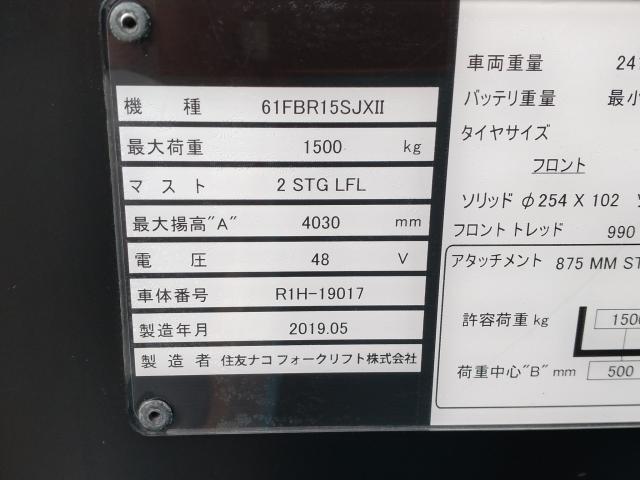 機種 61FBR15SJXII
最大荷重 1500 kg
マスト 2 STG LFL
最大揚高"A" 4030 mm
電圧 48 V
車体番号 R1H-19017
製造年月 2019.05
製造者 住友ナコ フォークリフト株式会社
車両重量 241
バッテリ重量 最小
タイヤサイズ
フロント
ソリッド φ254 X 102
フロント トレッド 990
アタッチメント 875 MM ST
許容荷重 kg 1500
荷重中心"B" mm 500